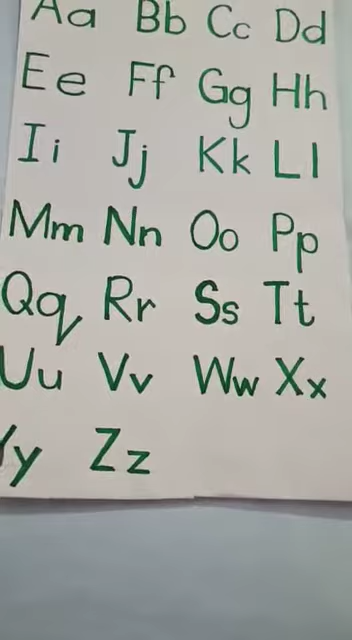 Aa Bb Cc Dd
Ee Ff Gg Hh
Ii Jj Kk Ll
Mm Nn Oo Pp
Qq Rr Ss Tt
Uu Vv Ww Xx
Yy Zz